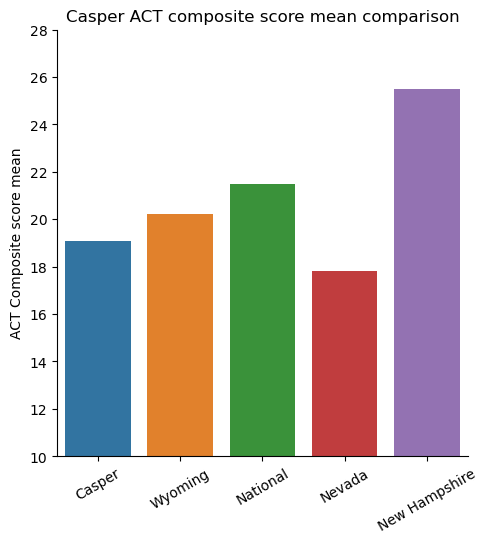 Casper ACT composite score mean comparison
ACT Composite score mean
28
26
24
22
20
18
16
14
12
10
Casper
Wyoming
National
Nevada
New Hampshire